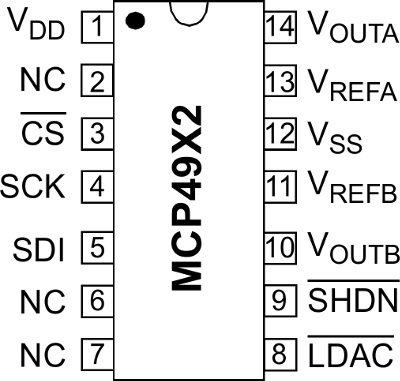 VDD 1 14 VOUTA
NC 2 13 VREFA
CS 3 12 VSS
SCK 4 11 VREFB
SDI 5 10 VOUTB
NC 6 9 SHDN
NC 7 8 LDAC
MCP49X2